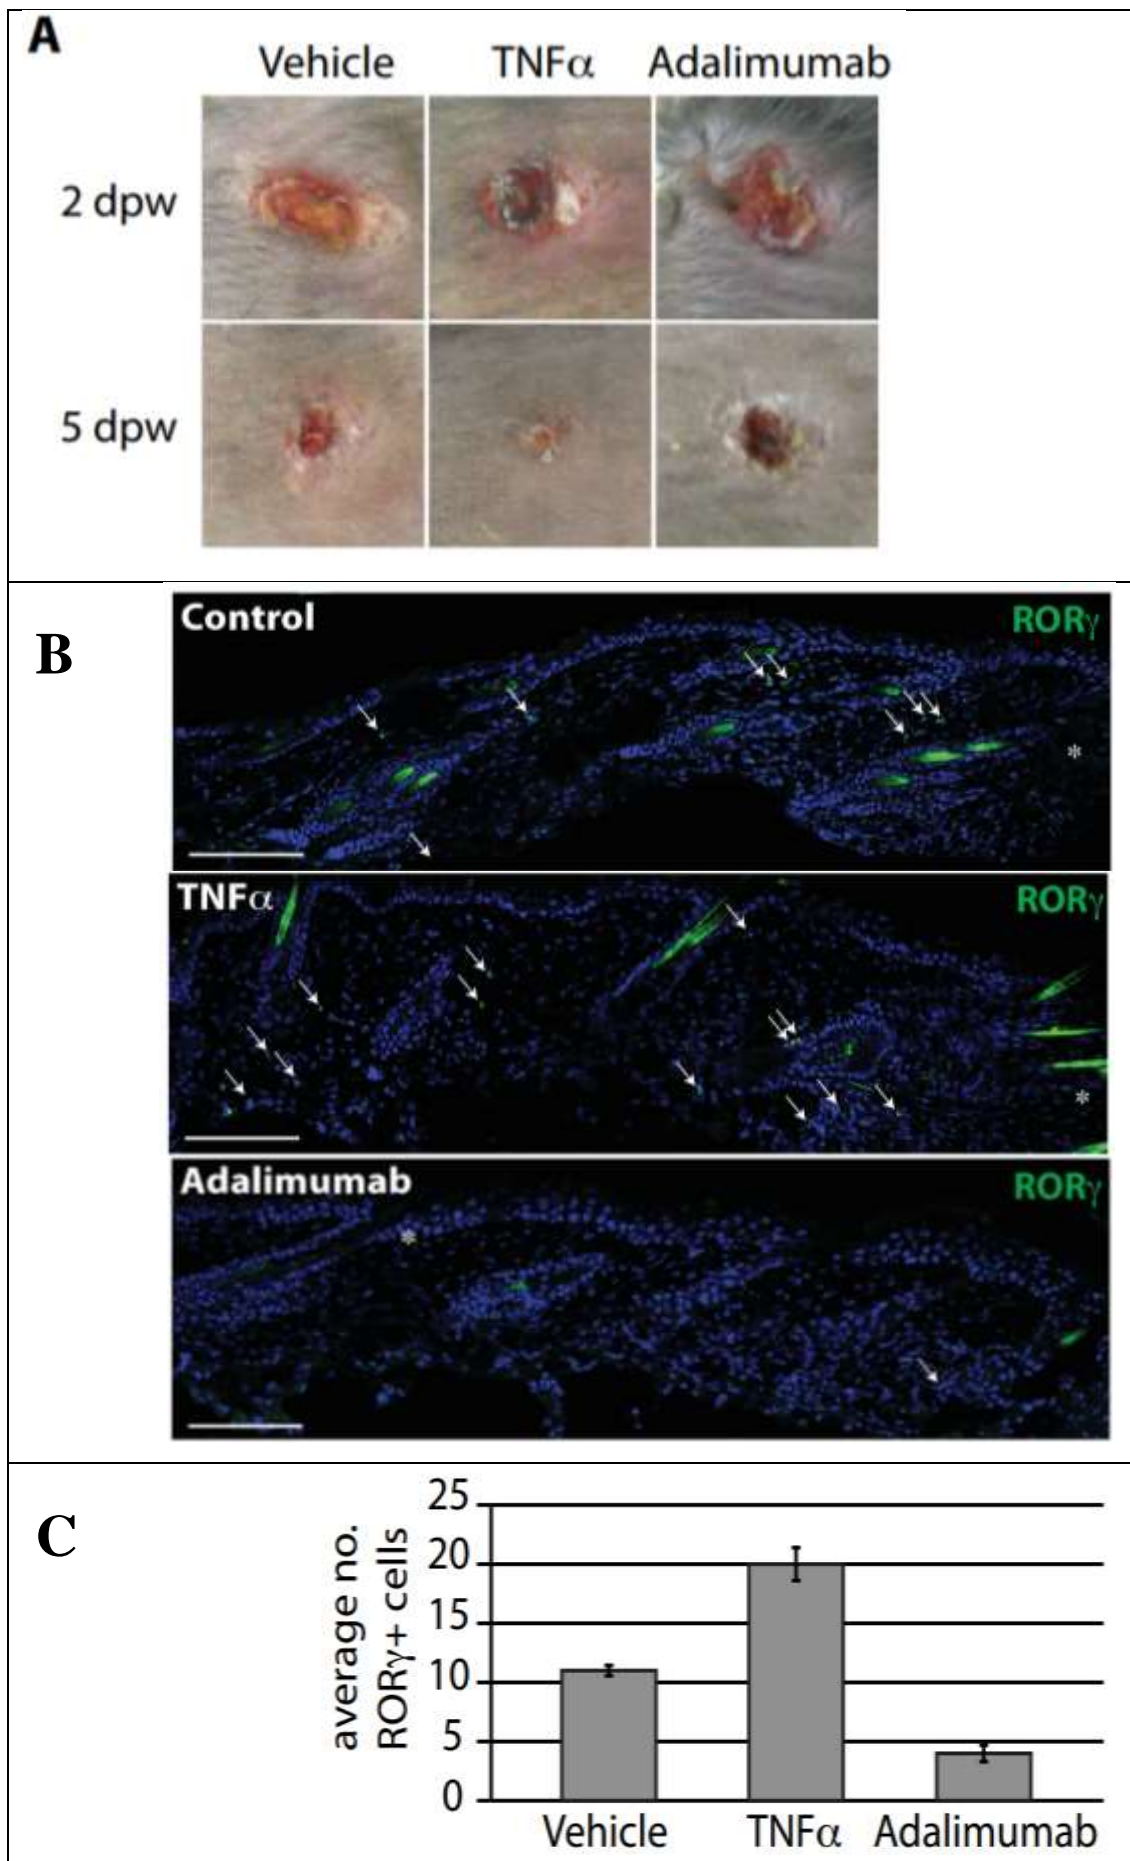 A
Vehicle TNFα Adalimumab
2 dpw
5 dpw
B
Control RORγ
*
TNFα RORγ
*
Adalimumab RORγ
*
C
average no.
RORγ+ cells
25
20
15
10
5
0
Vehicle TNFα Adalimumab